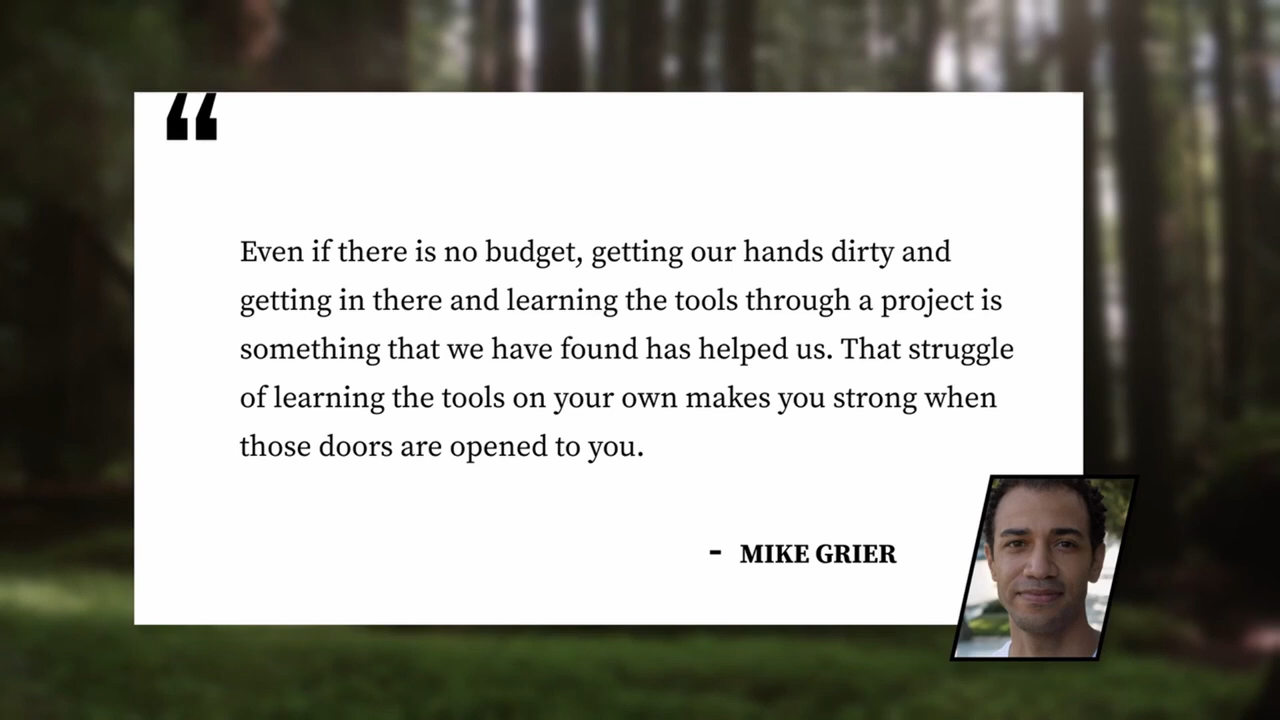 “
Even if there is no budget, getting our hands dirty and
getting in there and learning the tools through a project is
something that we have found has helped us. That struggle
of learning the tools on your own makes you strong when
those doors are opened to you.
- MIKE GRIER